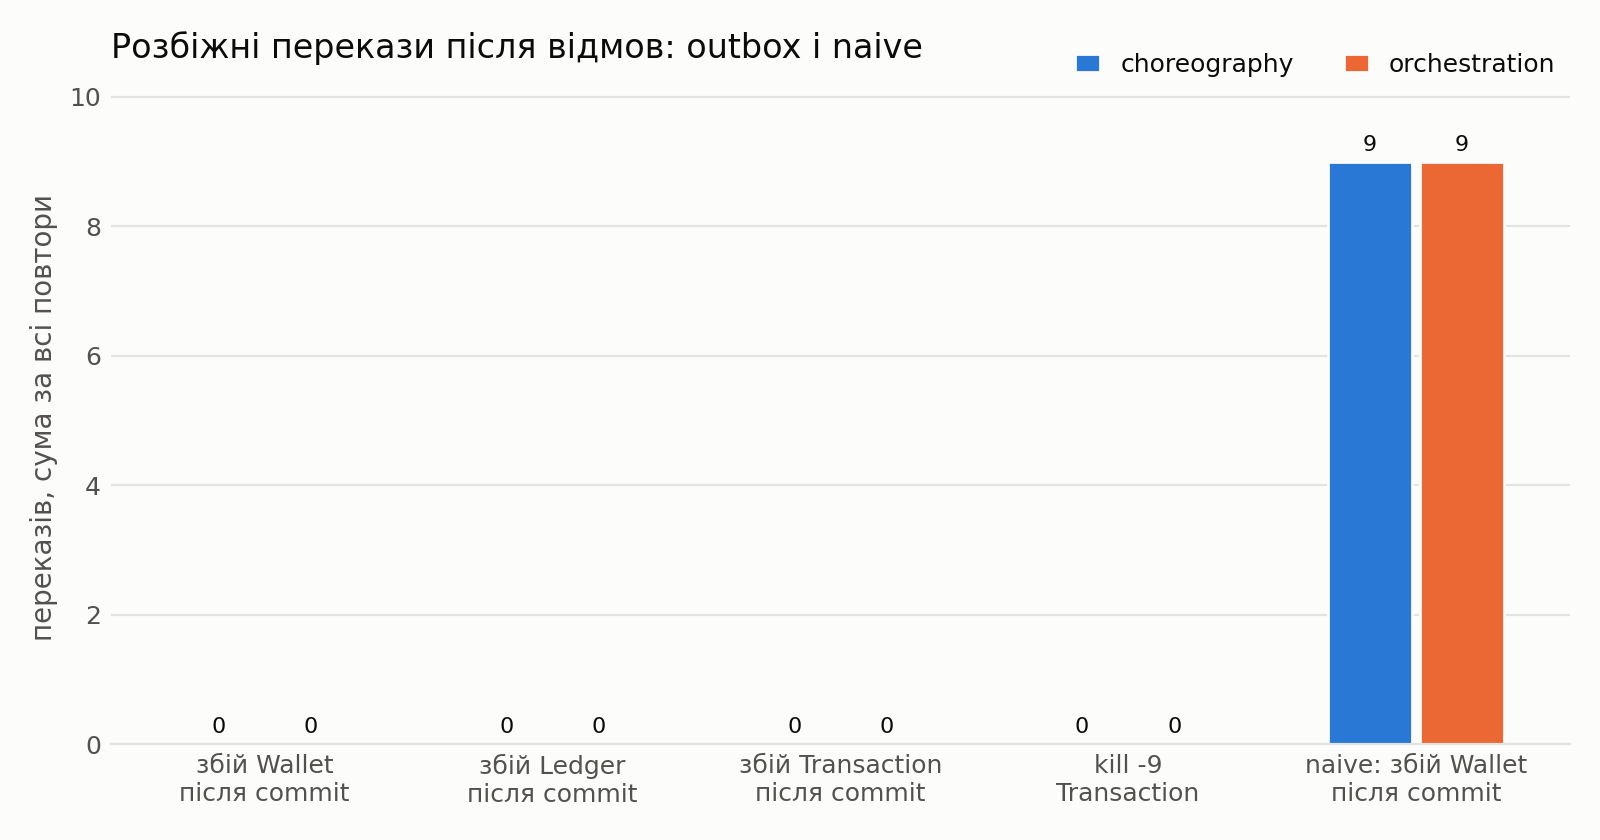 Розбіжні перекази після відмов: outbox і naive
choreography
orchestration
переказів, сума за всі повтори
10
8
6
4
2
0
0
0
0
0
0
0
0
0
9
9
збій Wallet
після commit
збій Ledger
після commit
збій Transaction
після commit
kill -9
Transaction
naive: збій Wallet
після commit